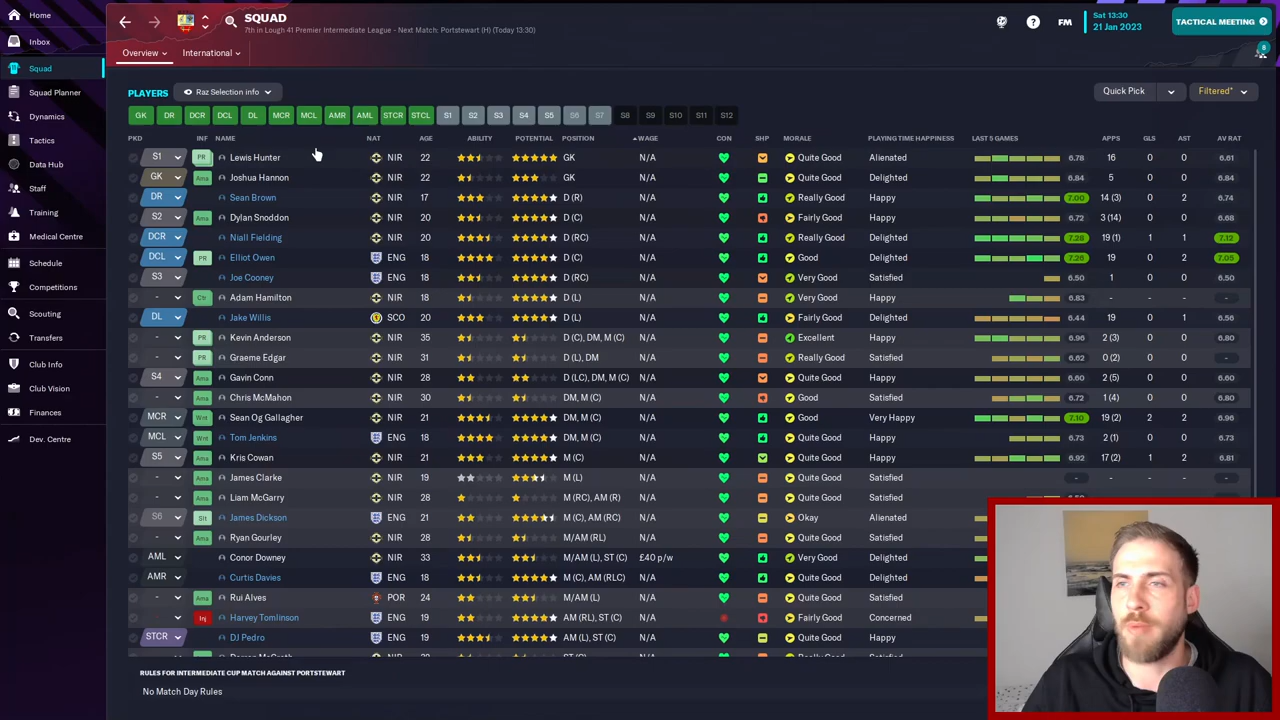 Home
Inbox
Squad
Squad Planner
Dynamics
Tactics
Data Hub
Staff
Training
Medical Centre
Schedule
Competitions
Scouting
Transfers
Club Info
Club Vision
Finances
Dev. Centre
SQUAD
7th in Lough 41 Premier Intermediate League - Next Match: Portstewart (H) (Today 13:30)
FM
Sat 13:30
21 Jan 2023
TACTICAL MEETING
Overview International
8
PLAYERS Raz Selection info Quick Pick Filtered*
GK DR DCR DCL DL MCR MCL AMR AML STCR STCL S1 S2 S3 S4 S5 S6 S7 S8 S9 S10 S11 S12
PKD INF NAME NAT AGE ABILITY POTENTIAL POSITION WAGE CON SHP MORALE PLAYING TIME HAPPINESS LAST 5 GAMES APPS GLS AST AV RAT
S1 PR Lewis Hunter NIR 22 GK N/A Quite Good Alienated 6.78 16 0 0 6.61
GK Ama Joshua Hannon NIR 22 GK N/A Quite Good Delighted 6.84 5 0 0 6.84
DR Sean Brown NIR 17 D (R) N/A Really Good Happy 7.00 14 (3) 0 2 6.74
S2 Ama Dylan Snoddon NIR 20 D (C) N/A Fairly Good Delighted 6.72 3 (14) 0 0 6.68
DCR Niall Fielding NIR 20 D (RC) N/A Really Good Delighted 7.28 19 (1) 1 1 7.12
DCL PR Elliot Owen ENG 18 D (C) N/A Good Delighted 7.26 19 0 2 7.05
S3 Joe Cooney ENG 18 D (RC) N/A Very Good Satisfied 6.50 1 0 0 6.50
- Ctr Adam Hamilton NIR 18 D (L) N/A Very Good Happy 6.83 - - - -
DL Jake Willis SCO 20 D (L) N/A Fairly Good Delighted 6.44 19 0 1 6.56
- PR Kevin Anderson NIR 35 D (C), DM, M (C) N/A Excellent Happy 6.96 2 (3) 0 0 6.80
- PR Graeme Edgar NIR 31 D (L), DM N/A Really Good Satisfied 6.62 0 (2) 0 0 -
S4 Ama Gavin Conn NIR 28 D (LC), DM, M (C) N/A Quite Good Happy 6.60 2 (5) 0 0 6.60
- Ama Chris McMahon NIR 30 DM, M (C) N/A Good Satisfied 6.72 1 (4) 0 0 6.80
MCR Wnt Sean Og Gallagher NIR 21 DM, M (C) N/A Good Very Happy 7.10 19 (2) 2 2 6.96
MCL Wnt Tom Jenkins ENG 18 DM, M (C) N/A Quite Good Happy 6.73 2 (1) 0 0 6.73
S5 Ama Kris Cowan NIR 21 M (C) N/A Quite Good Happy 6.92 17 (2) 1 2 6.81
- Ama James Clarke NIR 19 M (L) N/A Quite Good Satisfied - - - - -
- Ama Liam McGarry NIR 28 M (RC), AM (R) N/A Quite Good Satisfied
S6 Slt James Dickson ENG 21 M (C), AM (RC) N/A Okay Alienated
- Ama Ryan Gourley NIR 28 M/AM (RL) N/A Quite Good Satisfied
AML Conor Downey NIR 33 M/AM (L), ST (C) £40 p/w Very Good Delighted
AMR Curtis Davies ENG 18 M (C), AM (RLC) N/A Quite Good Delighted
- Ama Rui Alves POR 24 M/AM (L) N/A Quite Good Satisfied
- Inj Harvey Tomlinson ENG 19 AM (RL), ST (C) N/A Fairly Good Concerned
STCR DJ Pedro ENG 19 AM (L), ST (C) N/A Quite Good Happy
RULES FOR INTERMEDIATE CUP MATCH AGAINST PORTSTEWART
No Match Day Rules